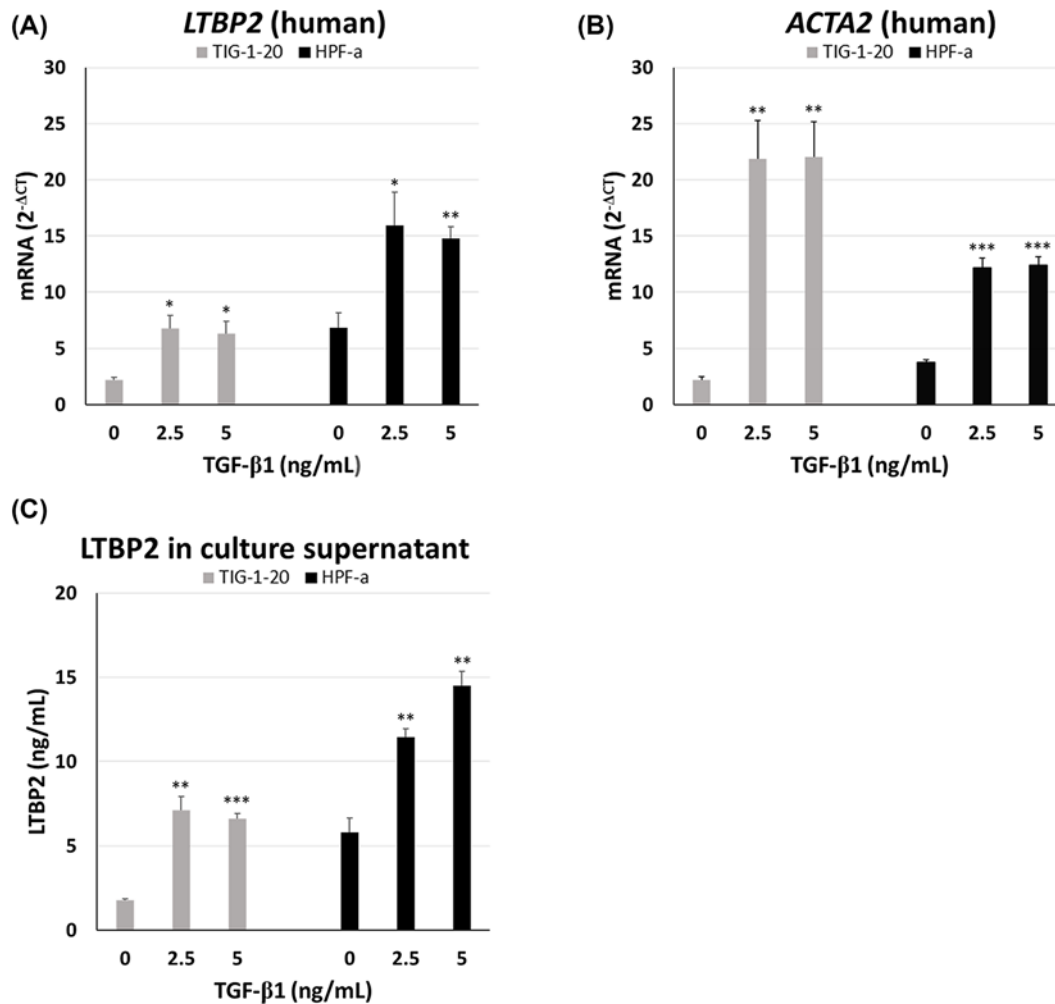 (A)
LTBP2 (human)
TIG-1-20 HPF-a
30
25
20
15
10
5
0
mRNA (2-ΔCT)
* * * **
0 2.5 5 0 2.5 5
TGF-β1 (ng/mL)
(B)
ACTA2 (human)
TIG-1-20 HPF-a
30
25
20
15
10
5
0
mRNA (2-ΔCT)
** ** *** ***
0 2.5 5 0 2.5 5
TGF-β1 (ng/mL)
(C)
LTBP2 in culture supernatant
TIG-1-20 HPF-a
20
15
10
5
0
LTBP2 (ng/mL)
** *** ** **
0 2.5 5 0 2.5 5
TGF-β1 (ng/mL)